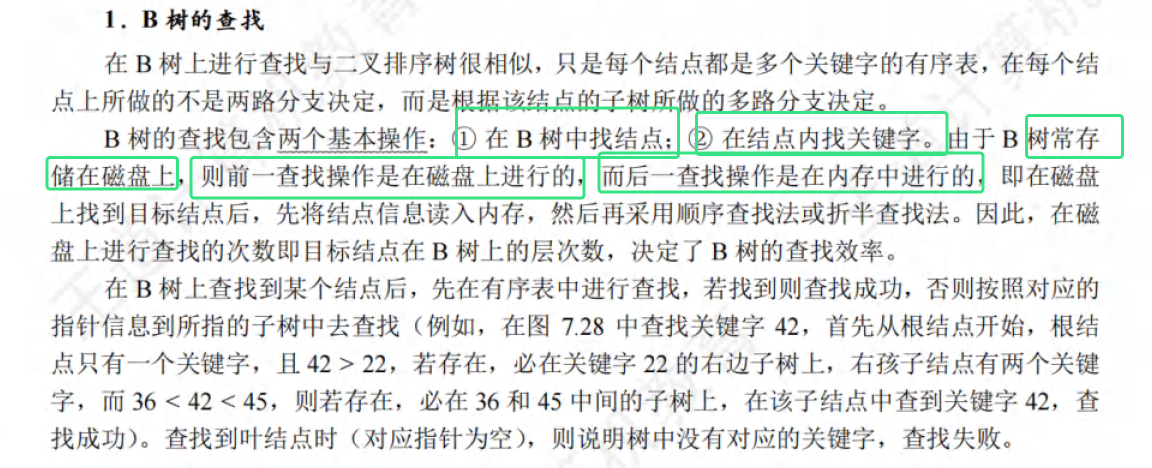 1．B 树的查找
在 B 树上进行查找与二叉排序树很相似，只是每个结点都是多个关键字的有序表，在每个结
点上所做的不是两路分支决定，而是根据该结点的子树所做的多路分支决定。
B 树的查找包含两个基本操作：① 在 B 树中找结点；② 在结点内找关键字。由于 B 树常存
储在磁盘上，则前一查找操作是在磁盘上进行的，而后一查找操作是在内存中进行的，即在磁盘
上找到目标结点后，先将结点信息读入内存，然后再采用顺序查找法或折半查找法。因此，在磁
盘上进行查找的次数即目标结点在 B 树上的层次数，决定了 B 树的查找效率。
在 B 树上查找到某个结点后，先在有序表中进行查找，若找到则查找成功，否则按照对应的
指针信息到所指的子树中去查找（例如，在图 7.28 中查找关键字 42，首先从根结点开始，根结
点只有一个关键字，且 42 > 22，若存在，必在关键字 22 的右边子树上，右孩子结点有两个关键
字，而 36 < 42 < 45，则若存在，必在 36 和 45 中间的子树上，在该子结点中查到关键字 42，查
找成功）。查找到叶结点时（对应指针为空），则说明树中没有对应的关键字，查找失败。